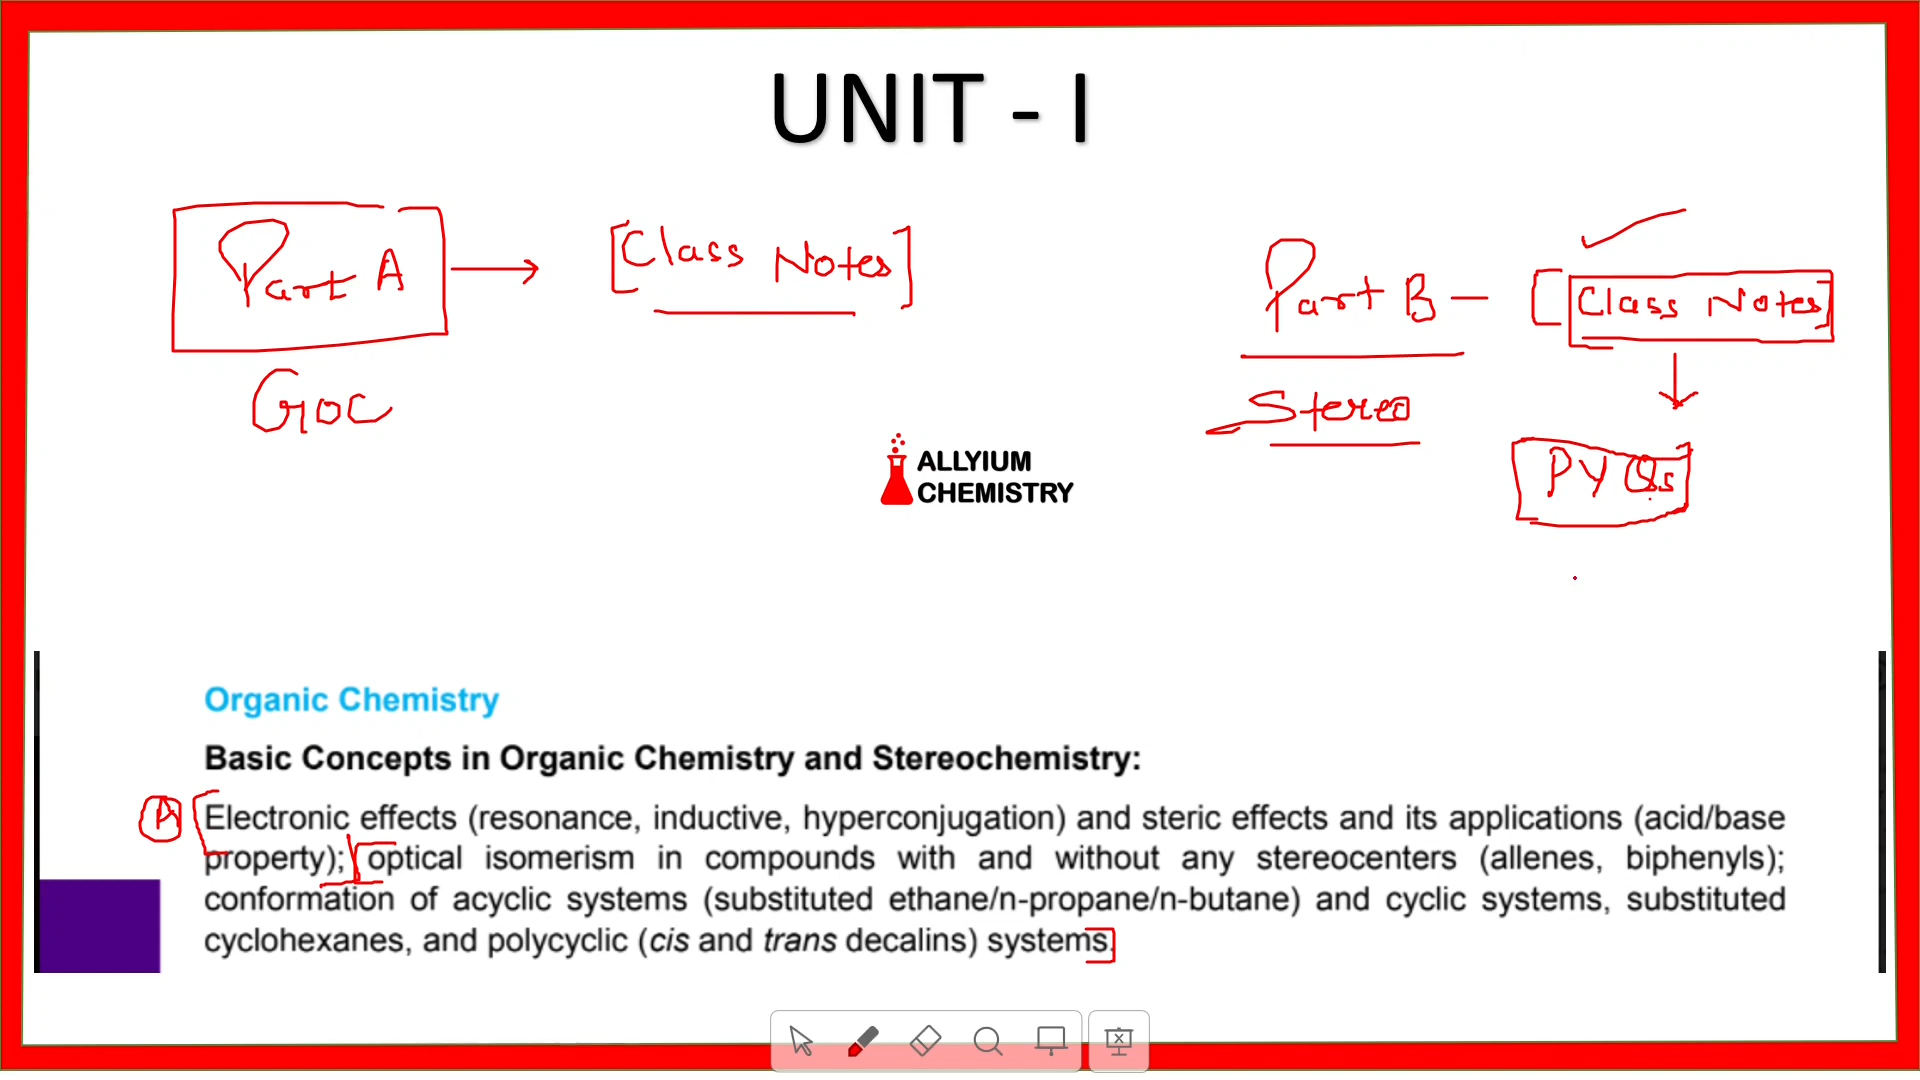 UNIT - I
Part A → [Class Notes]
GOC
Part B - [Class Notes]
Stereo
PYQs
ALLYIUM
CHEMISTRY
Organic Chemistry
Basic Concepts in Organic Chemistry and Stereochemistry:
A
Electronic effects (resonance, inductive, hyperconjugation) and steric effects and its applications (acid/base
property); optical isomerism in compounds with and without any stereocenters (allenes, biphenyls);
conformation of acyclic systems (substituted ethane/n-propane/n-butane) and cyclic systems, substituted
cyclohexanes, and polycyclic (cis and trans decalins) systems.